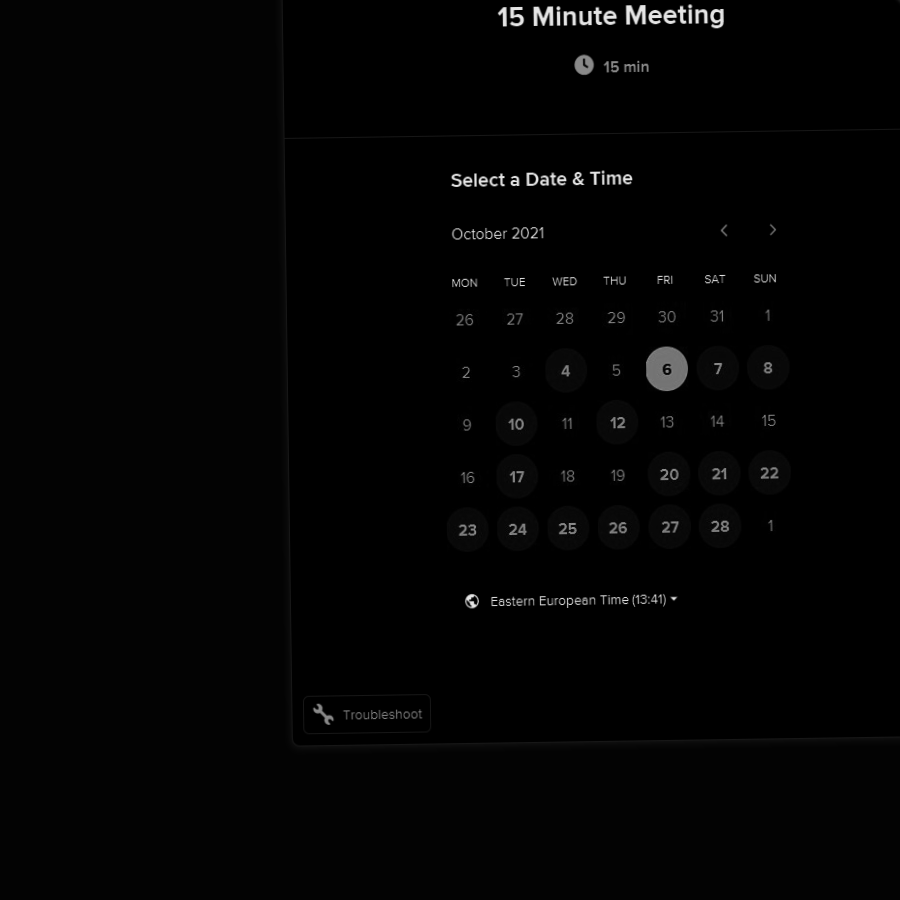 15 Minute Meeting
15 min
Select a Date & Time
October 2021
MON TUE WED THU FRI SAT SUN
26 27 28 29 30 31 1
2 3 4 5 6 7 8
9 10 11 12 13 14 15
16 17 18 19 20 21 22
23 24 25 26 27 28 1
Eastern European Time (13:41)
Troubleshoot